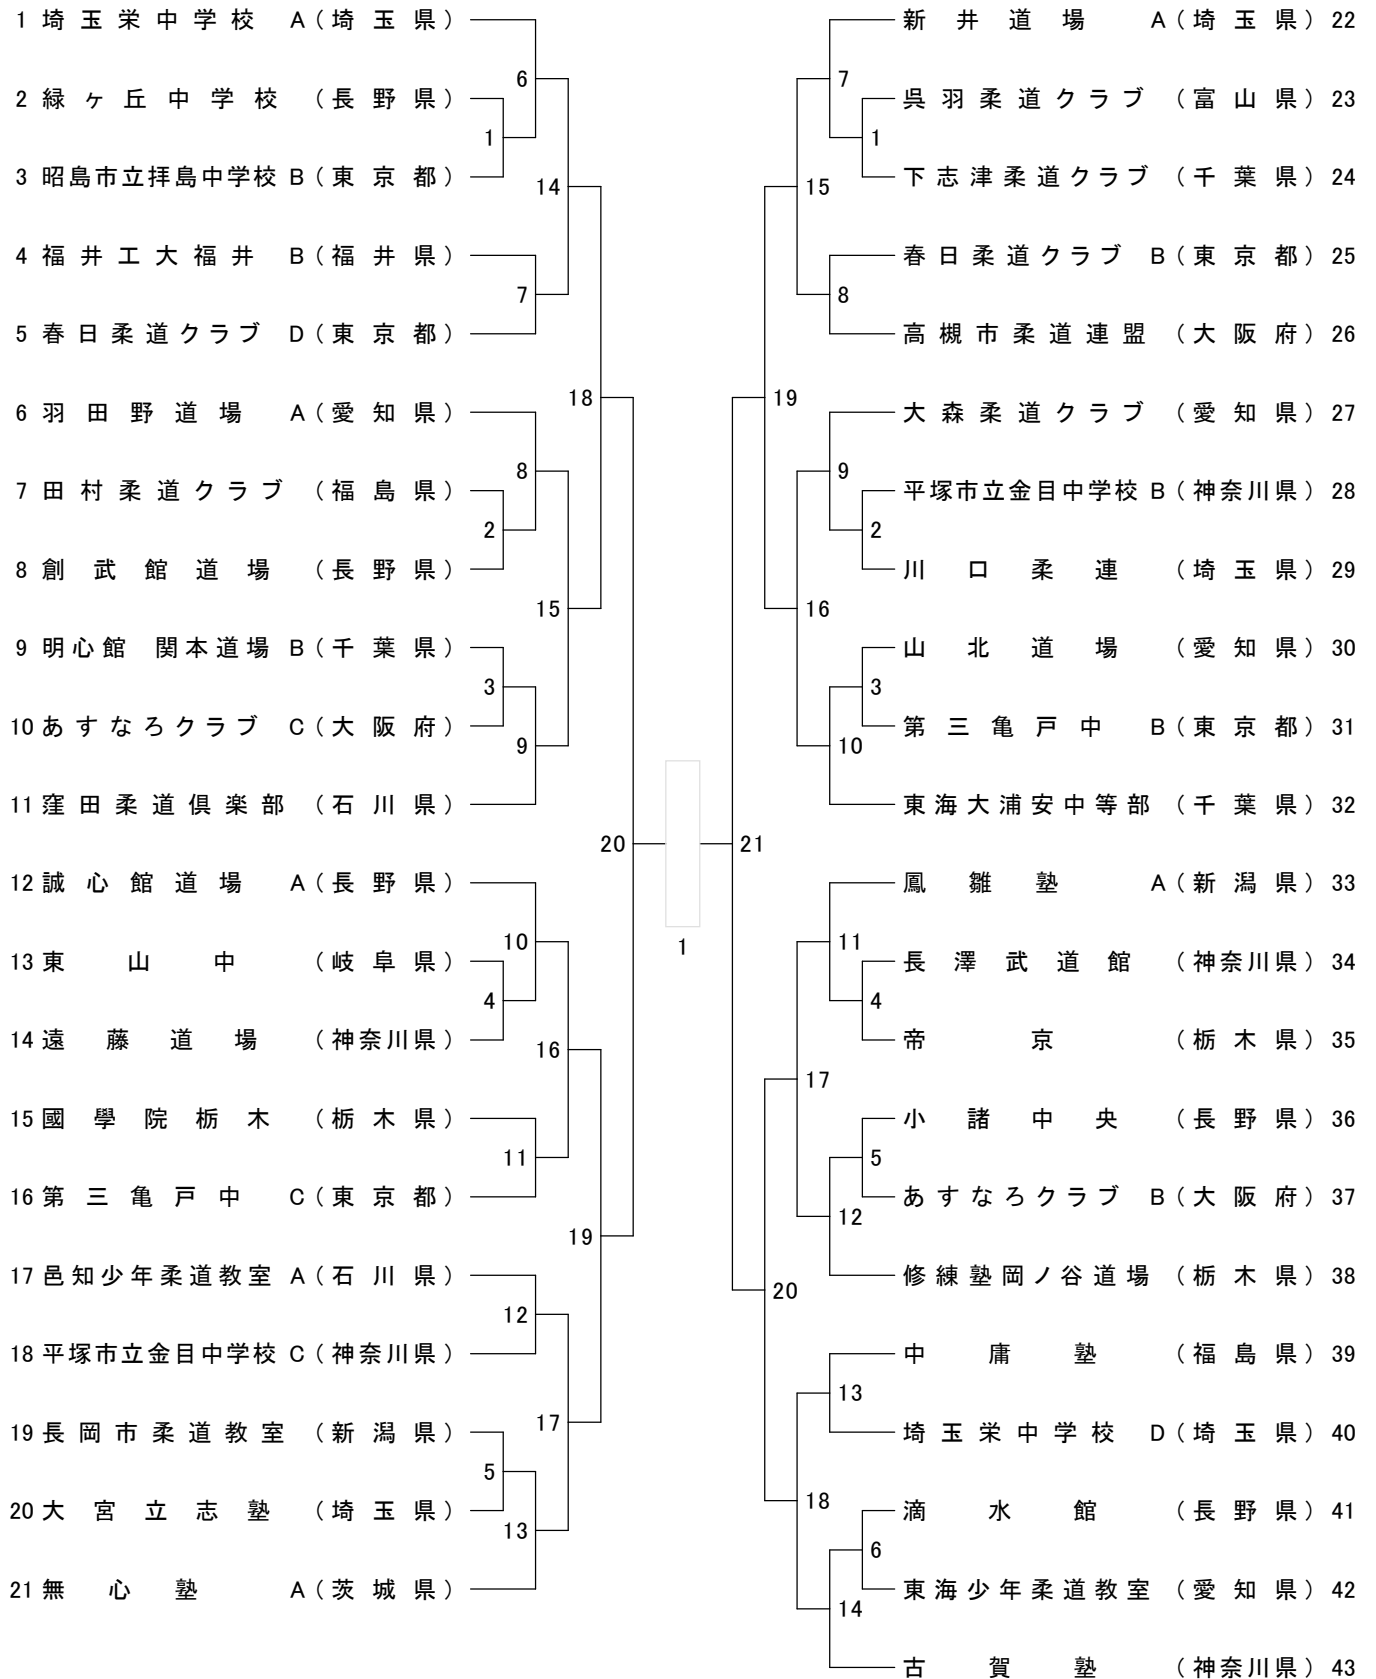 1 埼玉栄中学校 A(埼玉県)
6
2 緑ヶ丘中学校 (長野県)
1
3 昭島市立拝島中学校 B(東京都)
14
4 福井工大福井 B(福井県)
7
5 春日柔道クラブ D(東京都)
18
6 羽田野道場 A(愛知県)
8
7 田村柔道クラブ (福島県)
2
8 創武館道場 (長野県)
15
9 明心館 関本道場 B(千葉県)
3
10 あすなろクラブ C(大阪府)
9
11 窪田柔道倶楽部 (石川県)
20
12 誠心館道場 A(長野県)
10
13 東山中 (岐阜県)
4
14 遠藤道場 (神奈川県)
16
15 國學院栃木 (栃木県)
11
16 第三亀戸中 C(東京都)
19
17 邑知少年柔道教室 A(石川県)
12
18 平塚市立金目中学校 C(神奈川県)
17
19 長岡市柔道教室 (新潟県)
5
20 大宮立志塾 (埼玉県)
13
21 無心塾 A(茨城県)
1
新井道場 A(埼玉県) 22
7
呉羽柔道クラブ (富山県) 23
1
下志津柔道クラブ (千葉県) 24
15
春日柔道クラブ B(東京都) 25
8
高槻市柔道連盟 (大阪府) 26
19
大森柔道クラブ (愛知県) 27
9
平塚市立金目中学校 B(神奈川県) 28
2
川口柔連 (埼玉県) 29
16
山北道場 (愛知県) 30
3
第三亀戸中 B(東京都) 31
10
東海大浦安中等部 (千葉県) 32
21
鳳雛塾 A(新潟県) 33
11
長澤武道館 (神奈川県) 34
4
帝京 (栃木県) 35
17
小諸中央 (長野県) 36
5
あすなろクラブ B(大阪府) 37
12
修練塾岡ノ谷道場 (栃木県) 38
20
中庸塾 (福島県) 39
13
埼玉栄中学校 D(埼玉県) 40
18
滴水館 (長野県) 41
6
東海少年柔道教室 (愛知県) 42
14
古賀塾 (神奈川県) 43